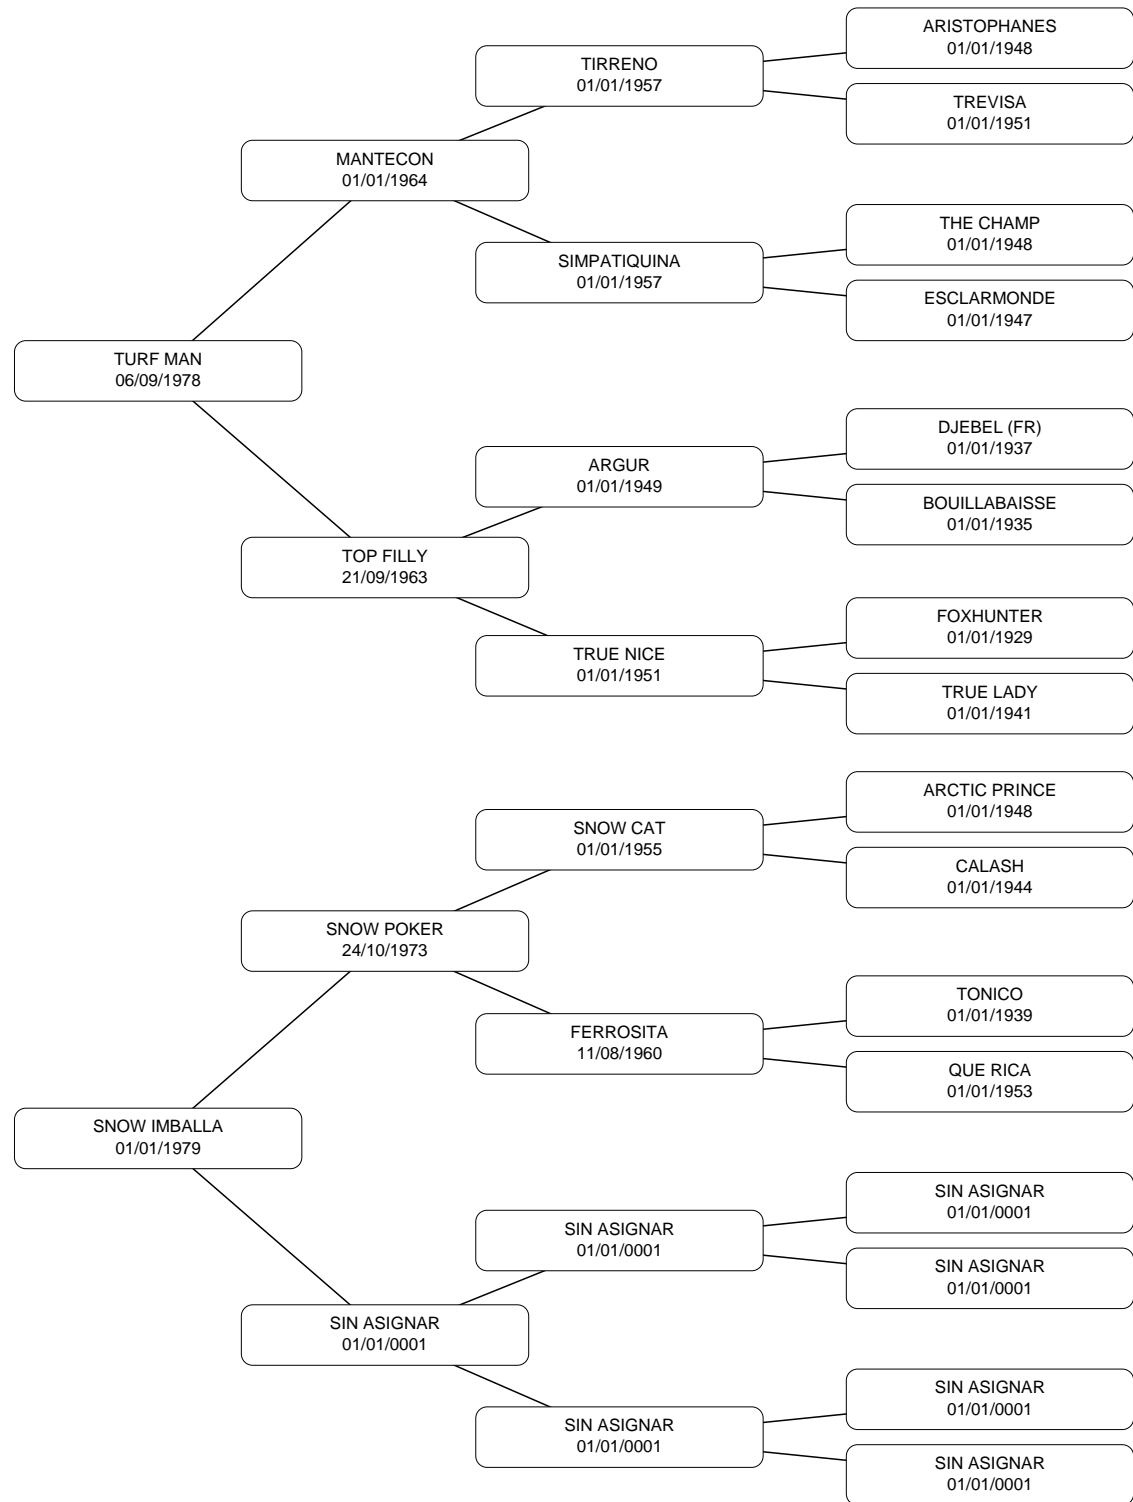 ARISTOPHANES
01/01/1948
TIRRENO
01/01/1957
TREVISA
01/01/1951
MANTECON
01/01/1964
THE CHAMP
01/01/1948
SIMPATIQUINA
01/01/1957
ESCLARMONDE
01/01/1947
TURF MAN
06/09/1978
DJEBEL (FR)
01/01/1937
ARGUR
01/01/1949
BOUILLABAISSE
01/01/1935
TOP FILLY
21/09/1963
FOXHUNTER
01/01/1929
TRUE NICE
01/01/1951
TRUE LADY
01/01/1941
ARCTIC PRINCE
01/01/1948
SNOW CAT
01/01/1955
CALASH
01/01/1944
SNOW POKER
24/10/1973
TONICO
01/01/1939
FERROSITA
11/08/1960
QUE RICA
01/01/1953
SNOW IMBALLA
01/01/1979
SIN ASIGNAR
01/01/0001
SIN ASIGNAR
01/01/0001
SIN ASIGNAR
01/01/0001
SIN ASIGNAR
01/01/0001
SIN ASIGNAR
01/01/0001
SIN ASIGNAR
01/01/0001
SIN ASIGNAR
01/01/0001